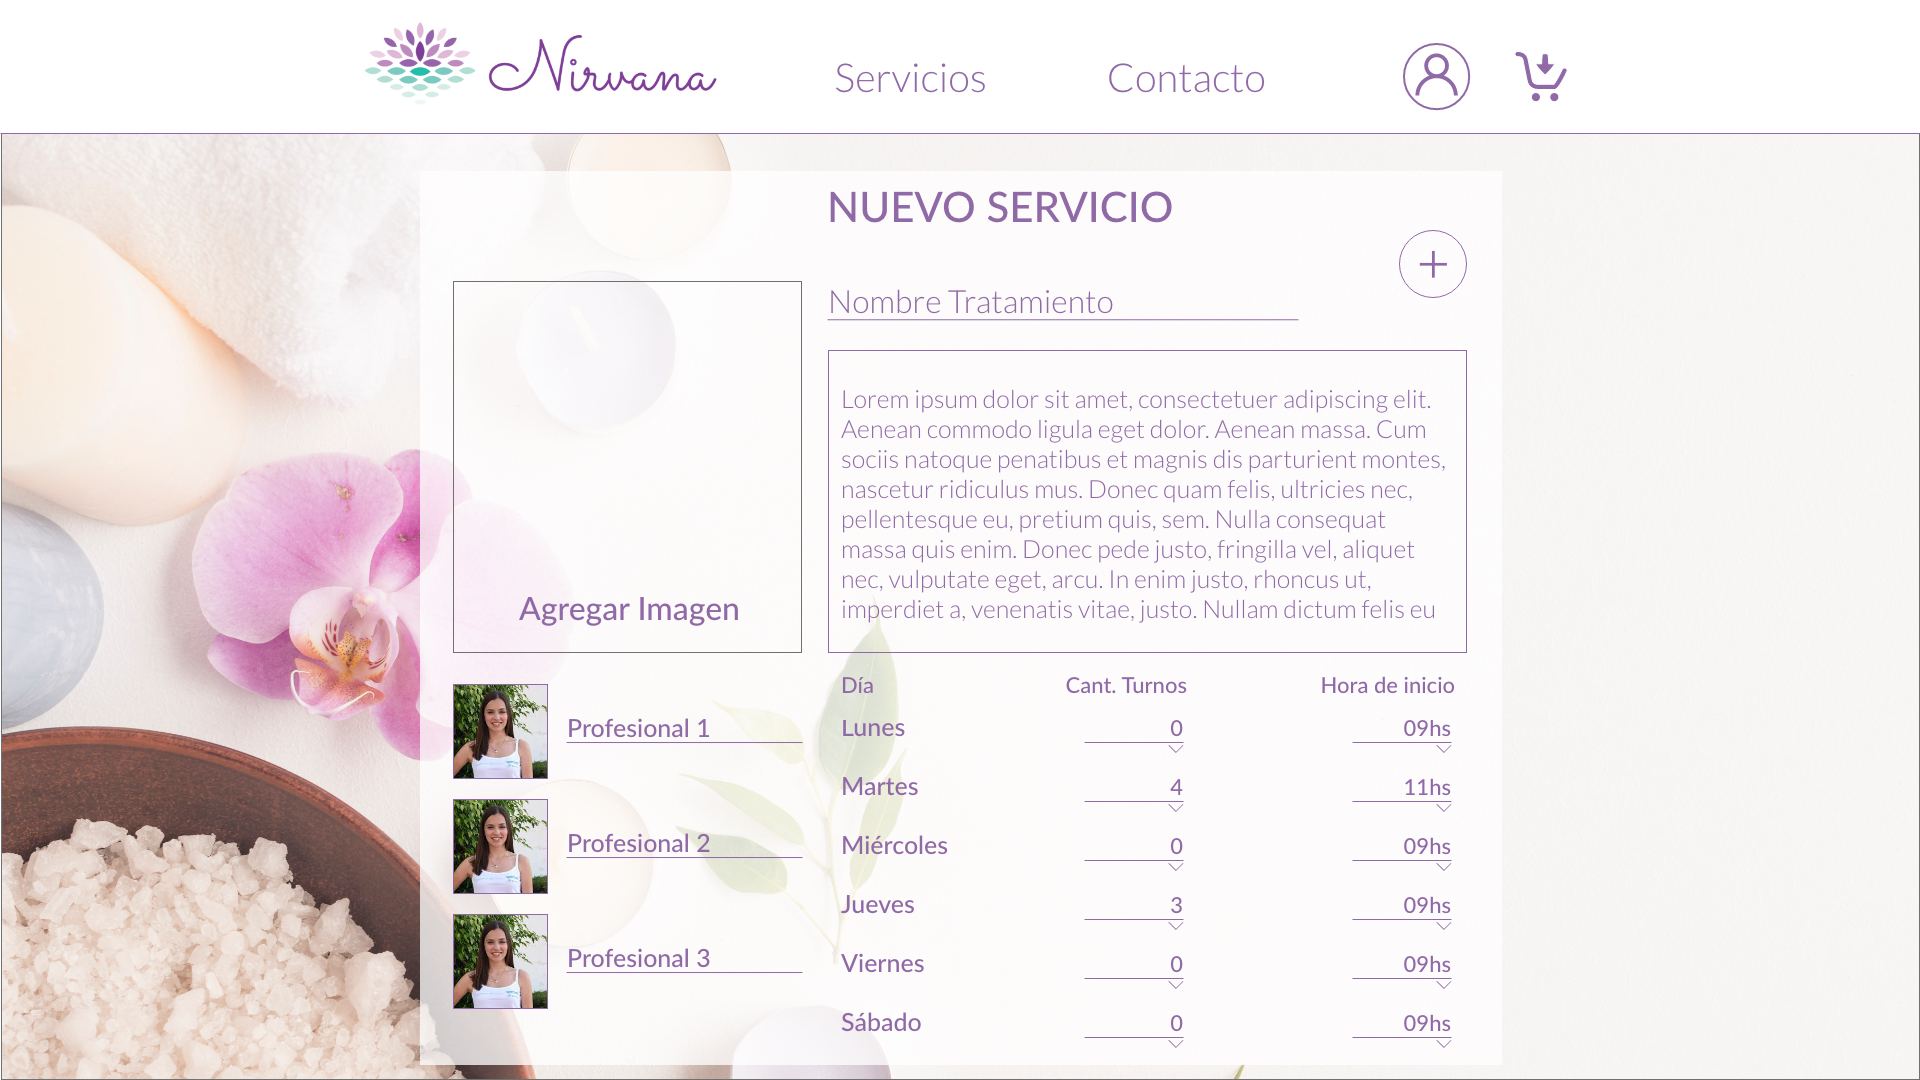 Nirvana
Servicios
Contacto
NUEVO SERVICIO
Nombre Tratamiento
Agregar Imagen
Lorem ipsum dolor sit amet, consectetuer adipiscing elit.
Aenean commodo ligula eget dolor. Aenean massa. Cum
sociis natoque penatibus et magnis dis parturient montes,
nascetur ridiculus mus. Donec quam felis, ultricies nec,
pellentesque eu, pretium quis, sem. Nulla consequat
massa quis enim. Donec pede justo, fringilla vel, aliquet
nec, vulputate eget, arcu. In enim justo, rhoncus ut,
imperdiet a, venenatis vitae, justo. Nullam dictum felis eu
Profesional 1
Profesional 2
Profesional 3
Día Cant. Turnos Hora de inicio
Lunes 0 09hs
Martes 4 11hs
Miércoles 0 09hs
Jueves 3 09hs
Viernes 0 09hs
Sábado 0 09hs